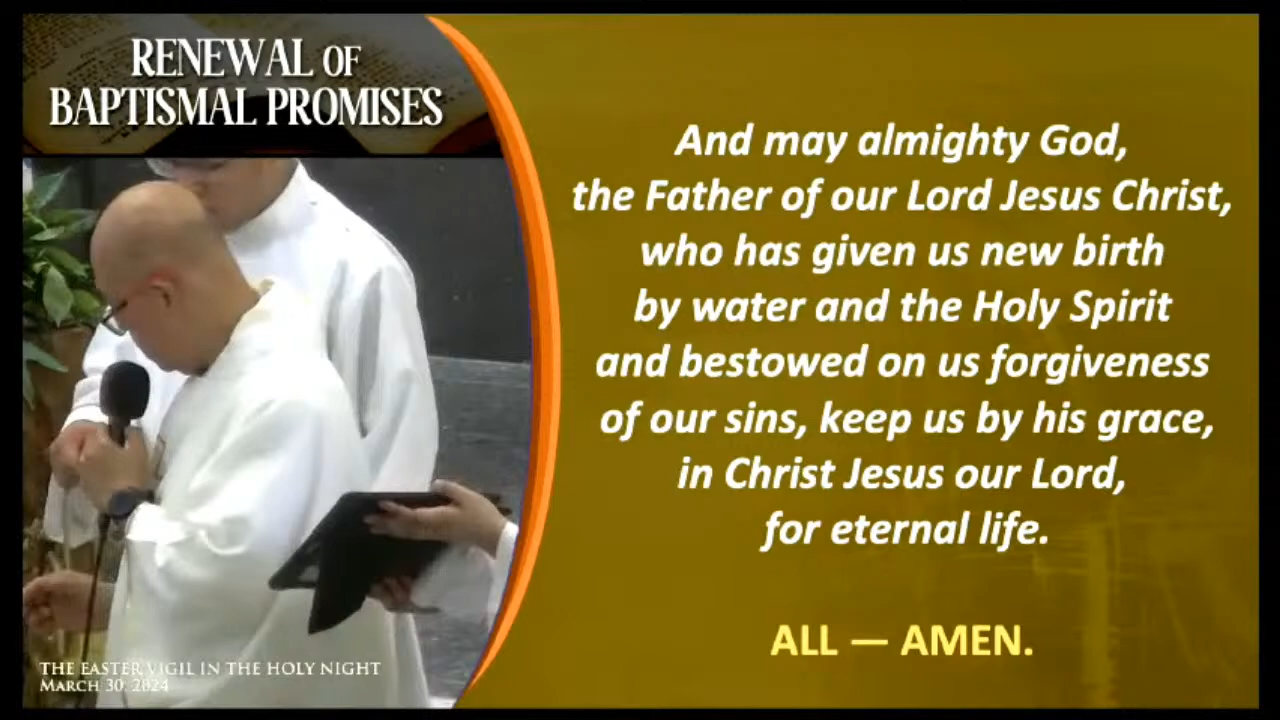 RENEWAL OF
BAPTISMAL PROMISES
And may almighty God,
the Father of our Lord Jesus Christ,
who has given us new birth
by water and the Holy Spirit
and bestowed on us forgiveness
of our sins, keep us by his grace,
in Christ Jesus our Lord,
for eternal life.
ALL — AMEN.
THE EASTER VIGIL IN THE HOLY NIGHT
MARCH 30, 2024